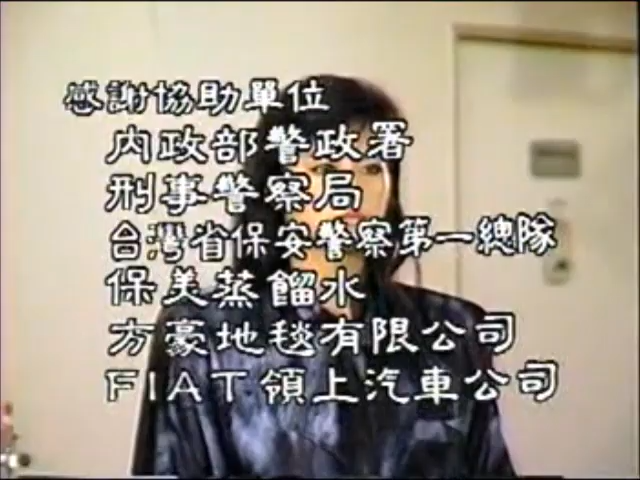 感謝協助單位
內政部警政署
刑事警察局
台灣省保安警察第一總隊
保美蒸餾水
方豪地毯有限公司
FIAT領上汽車公司